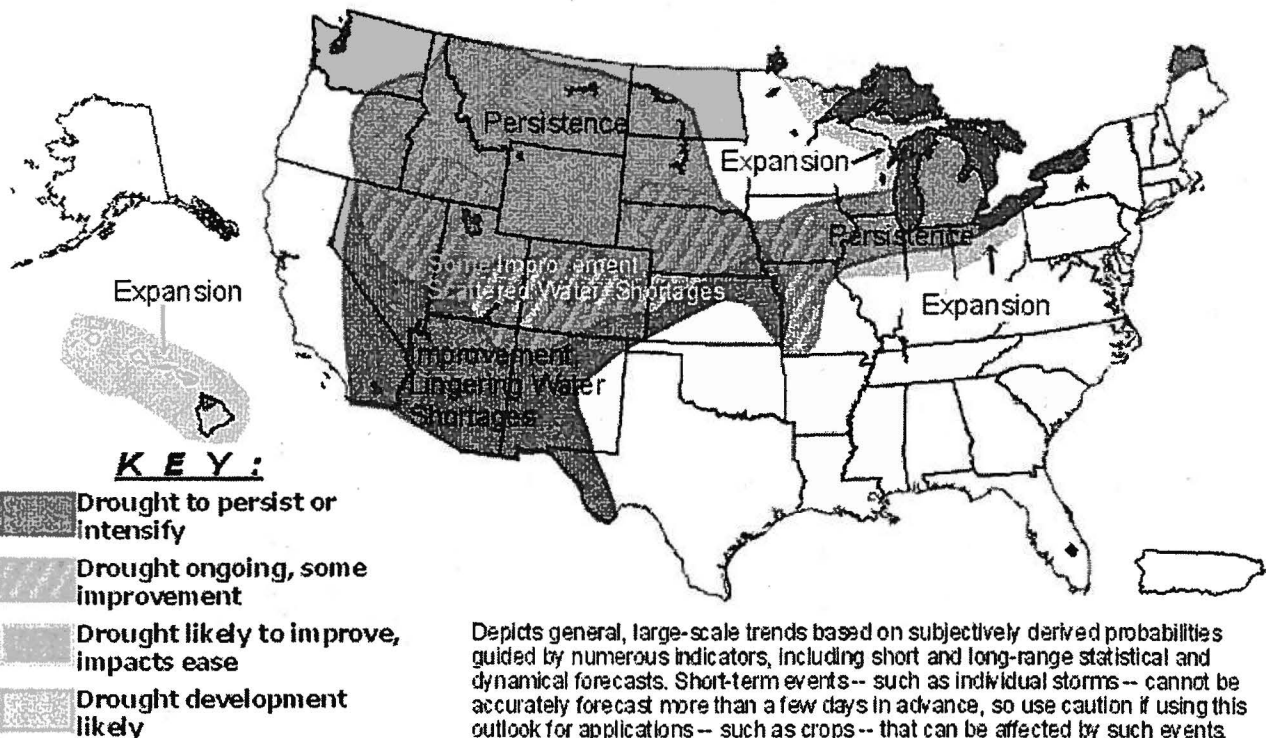 Persistence
Expansion
Persistence
Some Improvement
Water Shortages
Expansion
Expansion
Improvement,
Lingering Water
Shortages
K E Y :
Drought to persist or
intensify
Drought ongoing, some
improvement
Drought likely to improve,
impacts ease
Drought development
likely
Depicts general, large-scale trends based on subjectively derived probabilities
guided by numerous indicators, including short and long-range statistical and
dynamical forecasts. Short-term events -- such as individual storms -- cannot be
accurately forecast more than a few days in advance, so use caution if using this
outlook for applications -- such as crops -- that can be affected by such events.